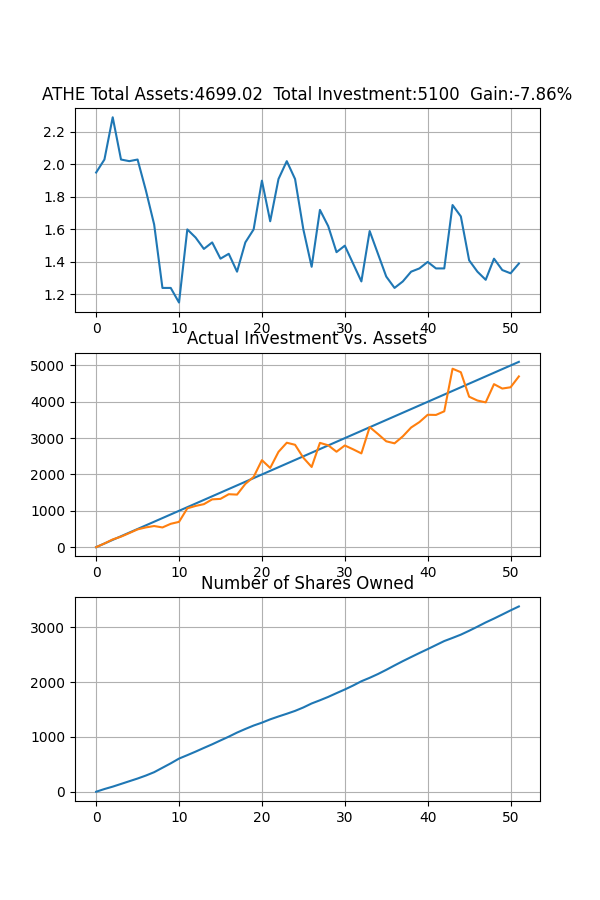 ATHE Total Assets:4699.02  Total Investment:5100  Gain:-7.86%
2.2
2.0
1.8
1.6
1.4
1.2
0 10 20 30 40 50
Actual Investment vs. Assets
5000
4000
3000
2000
1000
0
0 10 20 30 40 50
Number of Shares Owned
3000
2000
1000
0
0 10 20 30 40 50